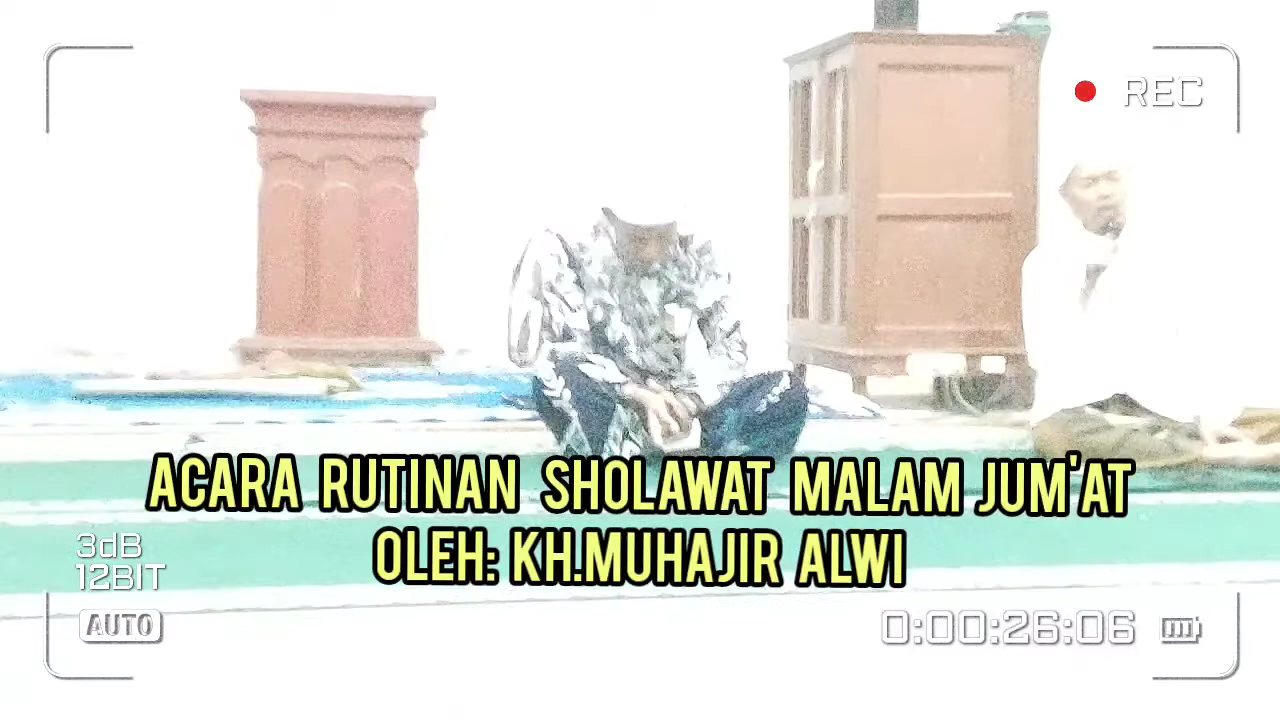 REC
ACARA RUTINAN SHOLAWAT MALAM JUM'AT
OLEH: KH.MUHAJIR ALWI
3dB
12BIT
AUTO
0:00:26:06